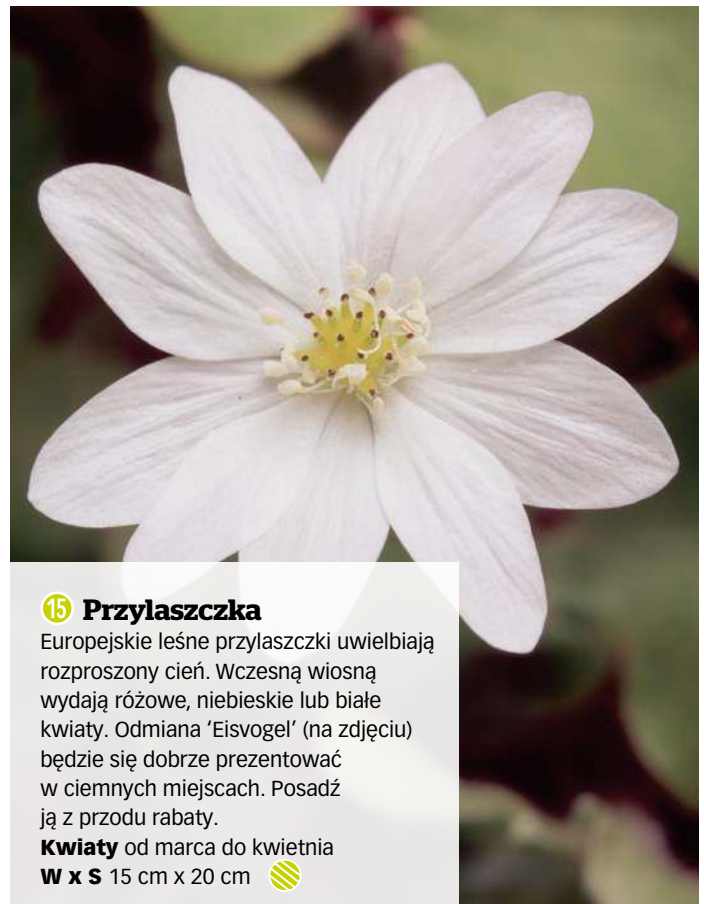 15 Przylaszczka
Europejskie leśne przylaszczki uwielbiają
rozproszony cień. Wczesną wiosną
wydają różowe, niebieskie lub białe
kwiaty. Odmiana ‘Eisvogel’ (na zdjęciu)
będzie się dobrze prezentować
w ciemnych miejscach. Posadź
ją z przodu rabaty.
Kwiaty od marca do kwietnia
W x S 15 cm x 20 cm